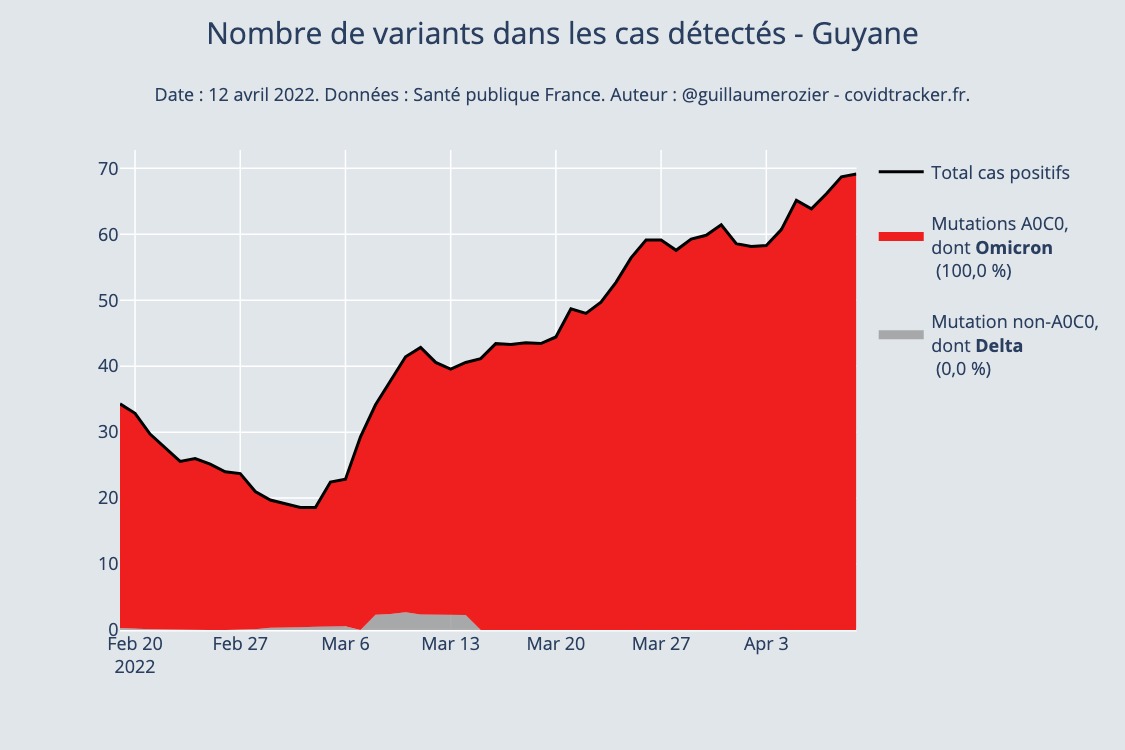 Nombre de variants dans les cas détectés - Guyane
Date : 12 avril 2022. Données : Santé publique France. Auteur : @guillaumerozier - covidtracker.fr.
70
60
50
40
30
20
10
0
Feb 20
2022
Feb 27
Mar 6
Mar 13
Mar 20
Mar 27
Apr 3
Total cas positifs
Mutations A0C0,
dont Omicron
(100,0 %)
Mutation non-A0C0,
dont Delta
(0,0 %)